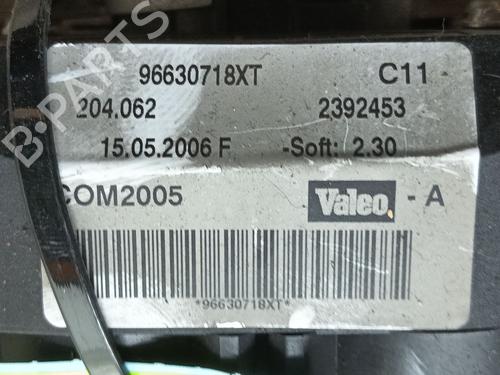 96630718XT C11
204.062 2392453
15.05.2006 F -Soft: 2.30
COM2005 Valeo - A
*96630718XT*
B-PARTS